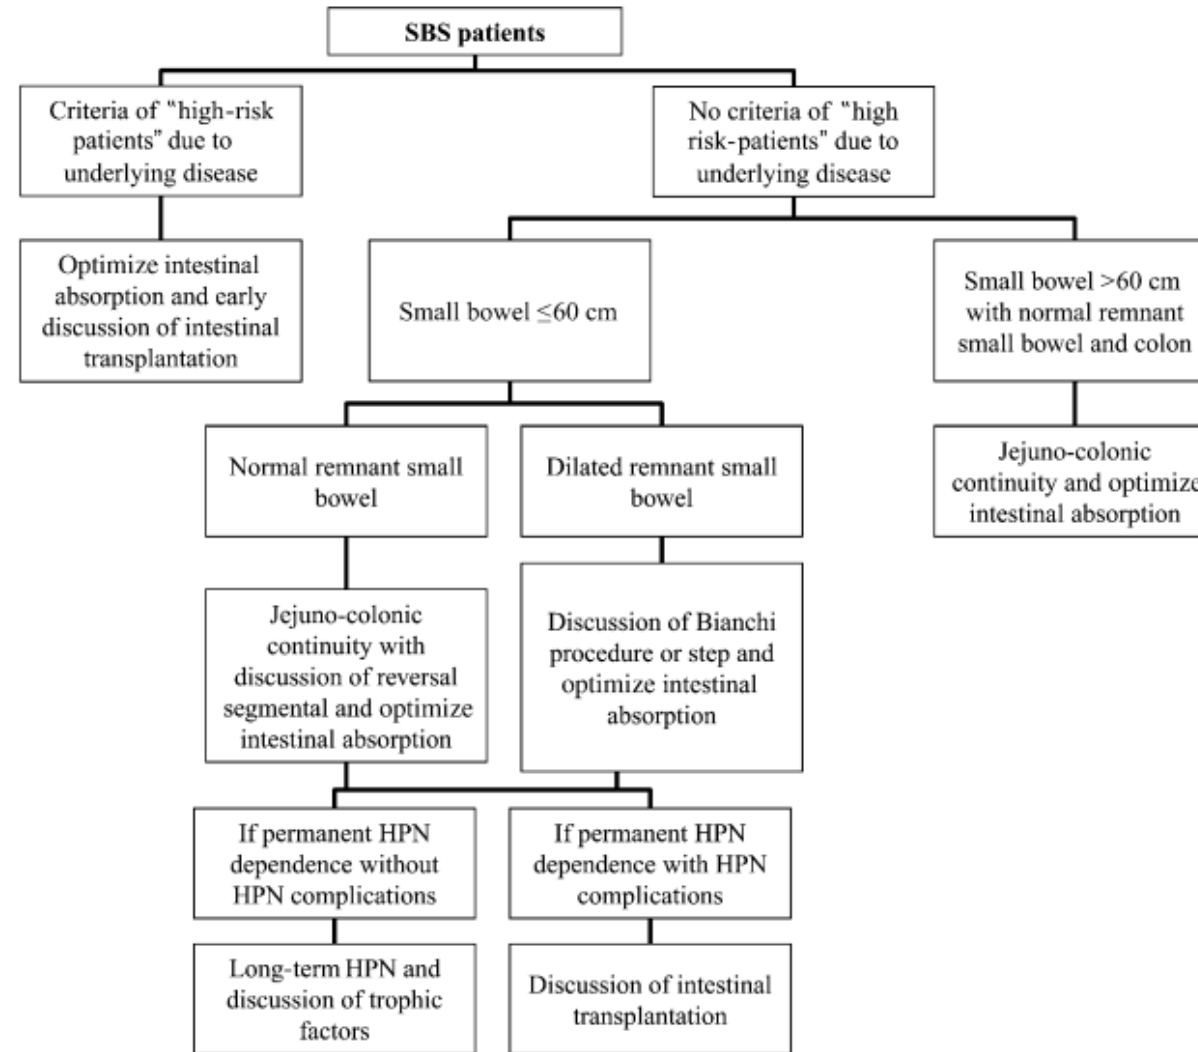 SBS patients
Criteria of "high-risk
patients" due to
underlying disease
No criteria of "high
risk-patients" due to
underlying disease
Optimize intestinal
absorption and early
discussion of intestinal
transplantation
Small bowel ≤60 cm
Small bowel >60 cm
with normal remnant
small bowel and colon
Normal remnant small
bowel
Dilated remnant small
bowel
Jejuno-colonic
continuity and optimize
intestinal absorption
Jejuno-colonic
continuity with
discussion of reversal
segmental and optimize
intestinal absorption
Discussion of Bianchi
procedure or step and
optimize intestinal
absorption
If permanent HPN
dependence without
HPN complications
If permanent HPN
dependence with HPN
complications
Long-term HPN and
discussion of trophic
factors
Discussion of intestinal
transplantation